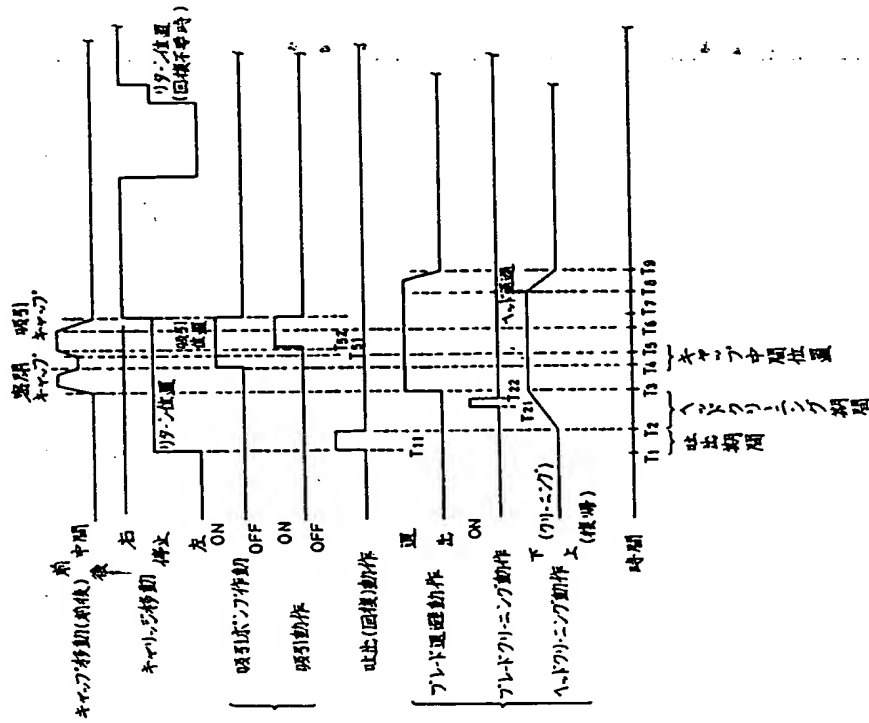 密閉キャップ
吸引キャップ
キャップ移動(前後)
前
中間
後
キャリッジ移動
右
停止
左
リターン位置
吸引位置
リターン位置
(回復不要時)
吸引ポンプ作動
ON
OFF
吸引動作
ON
OFF
T51
T52
吐出(回復)動作
T11
ブレード退避動作
退
出
ブレードクリーニング動作
ON
T21
T22
ヘッド退避
ヘッドクリーニング動作
下(クリーニング)
上(復帰)
時間
T1
T2
T3
T4
T5
T6
T7
T8
T9
吐出期間
ヘッドクリーニング期間
キャップ中間位置